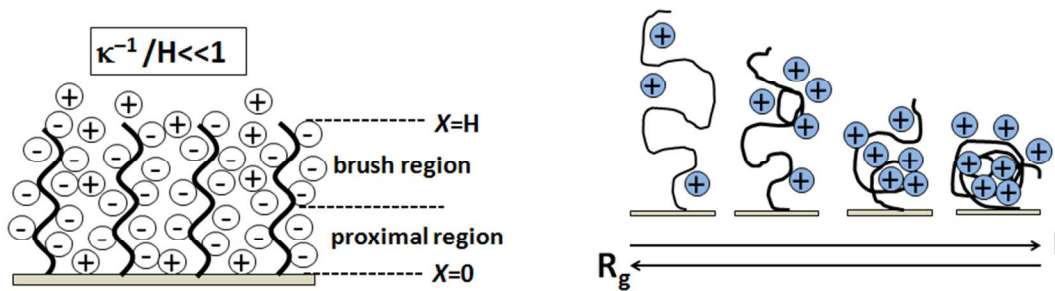 κ⁻¹/H<<1
X=H
brush region
proximal region
X=0
R_g